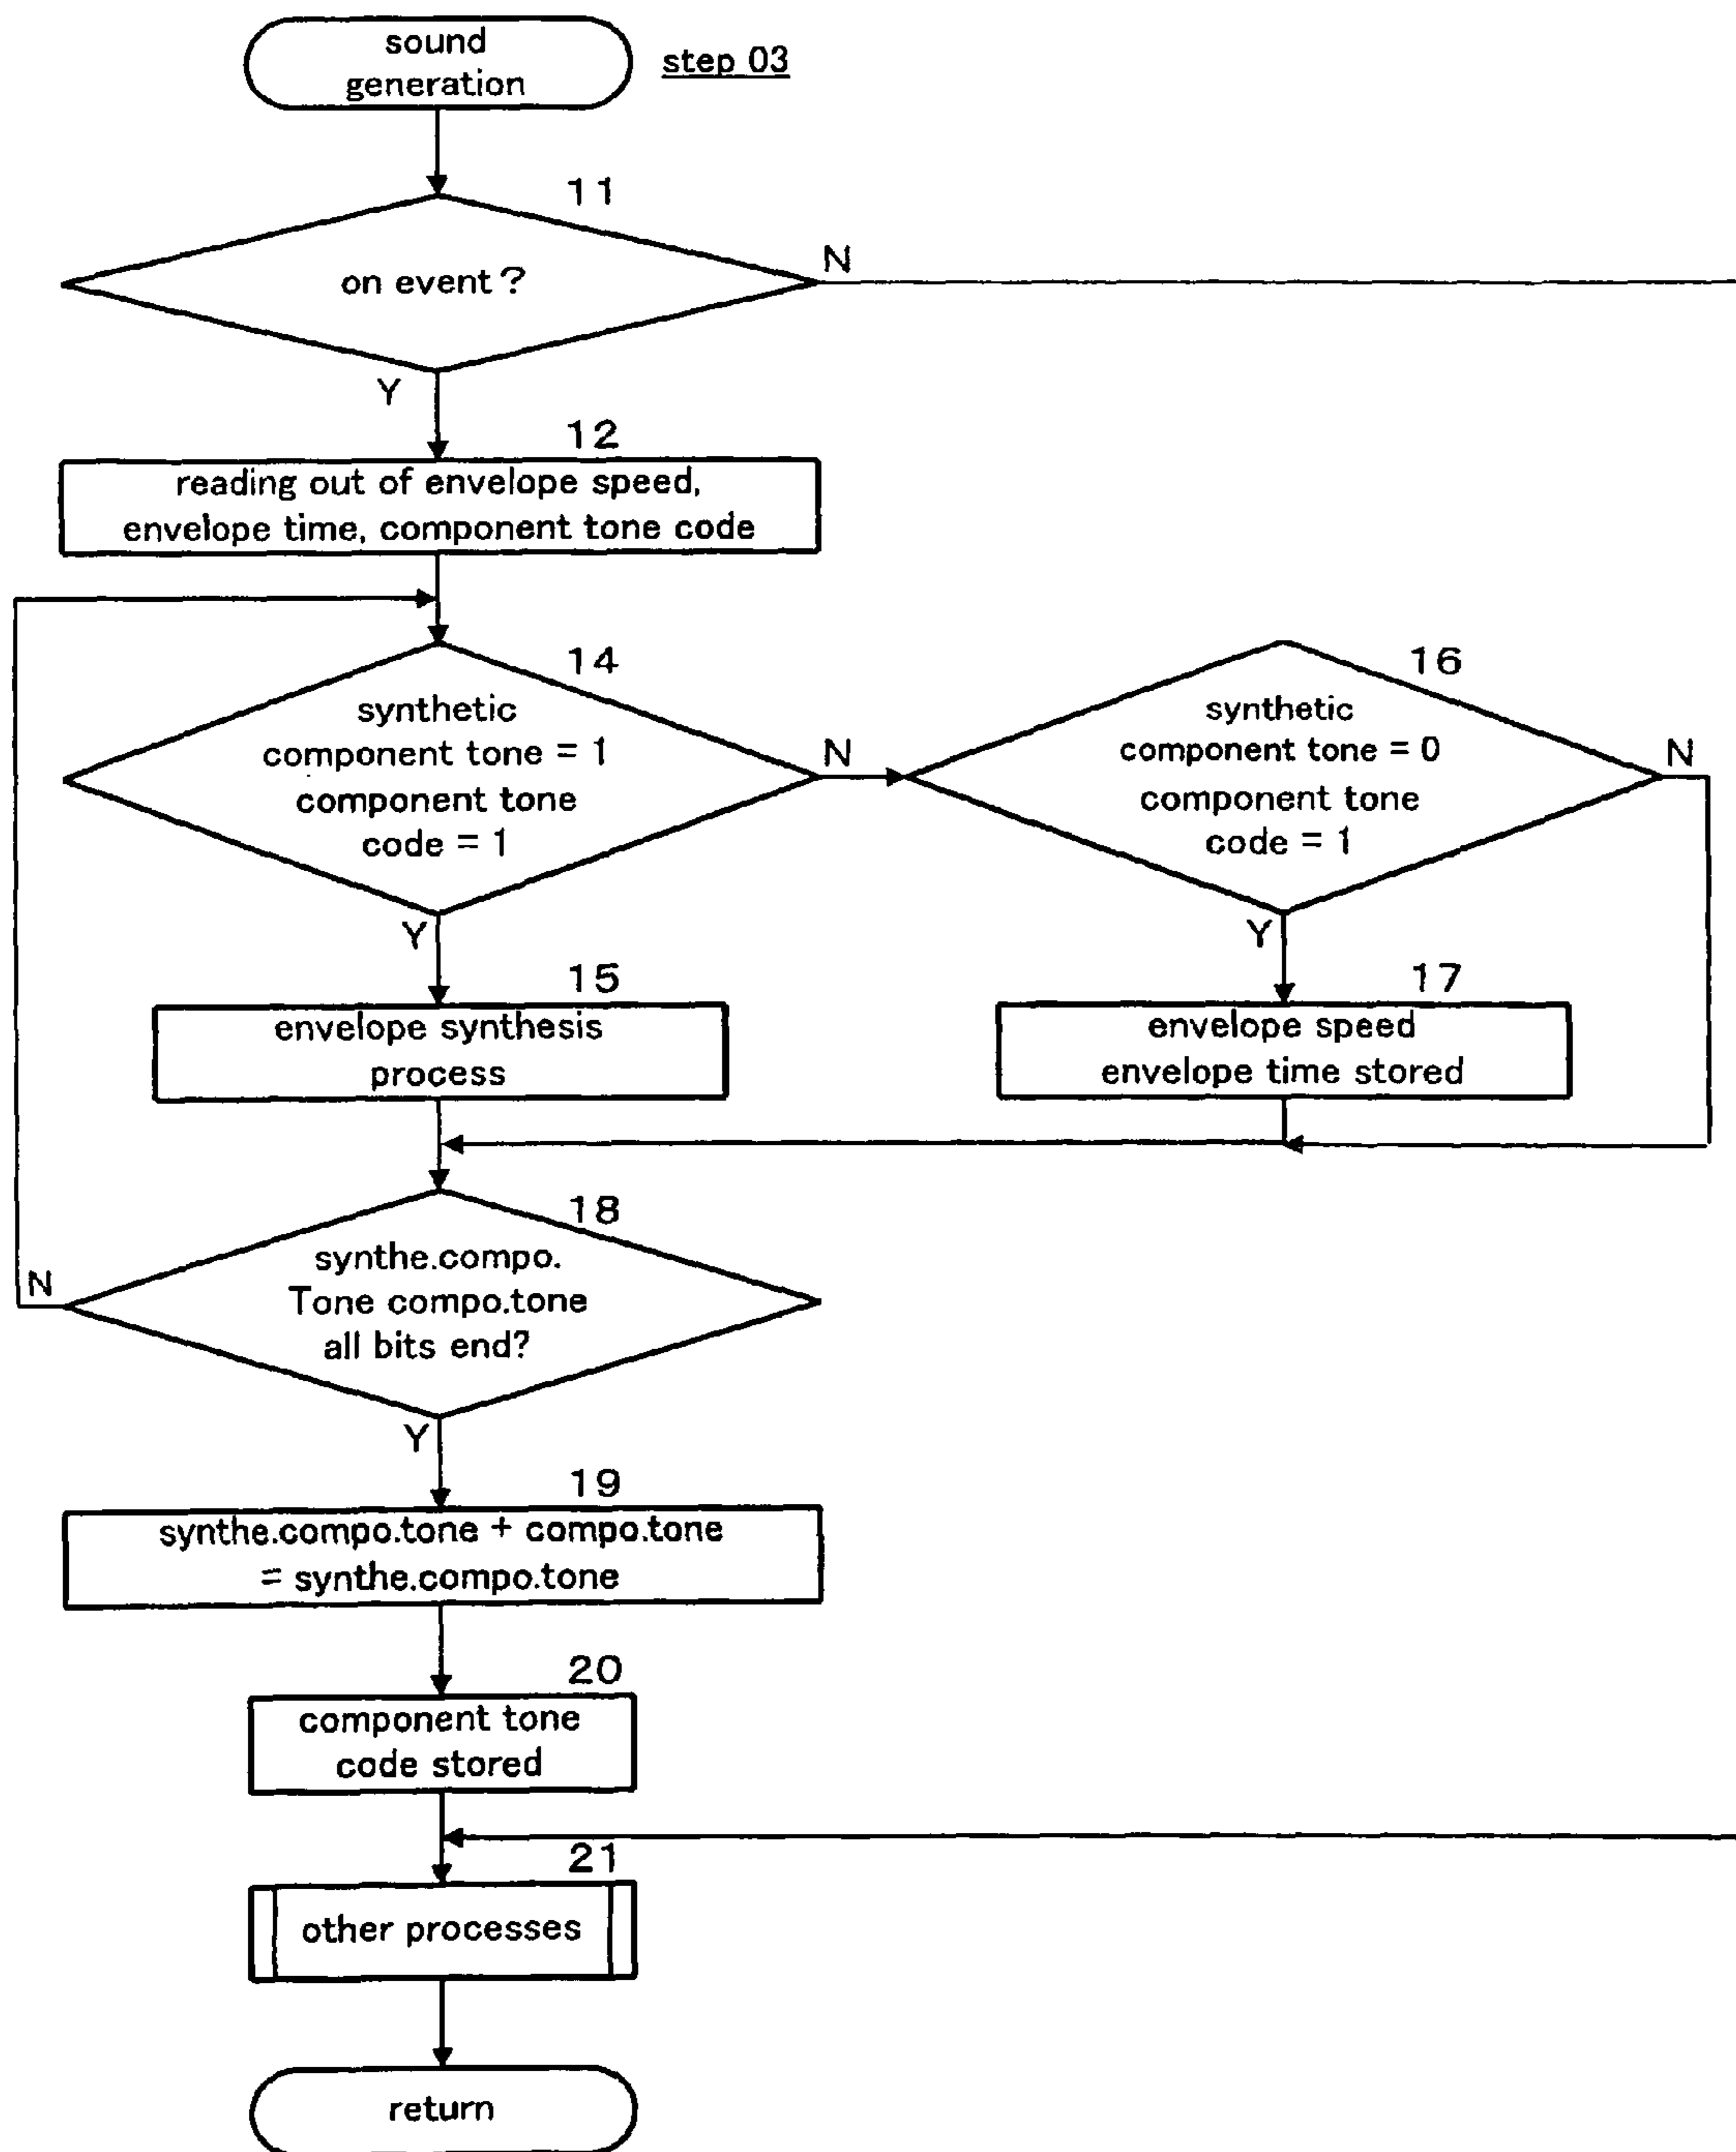 sound
generation
step 03
11
on event?
N
Y
12
reading out of envelope speed,
envelope time, component tone code
14
synthetic
component tone = 1
component tone
code = 1
N
Y
16
synthetic
component tone = 0
component tone
code = 1
N
Y
15
envelope synthesis
process
17
envelope speed
envelope time stored
18
synthe.compo.
Tone compo.tone
all bits end?
N
Y
19
synthe.compo.tone + compo.tone
= synthe.compo.tone
20
component tone
code stored
21
other processes
return